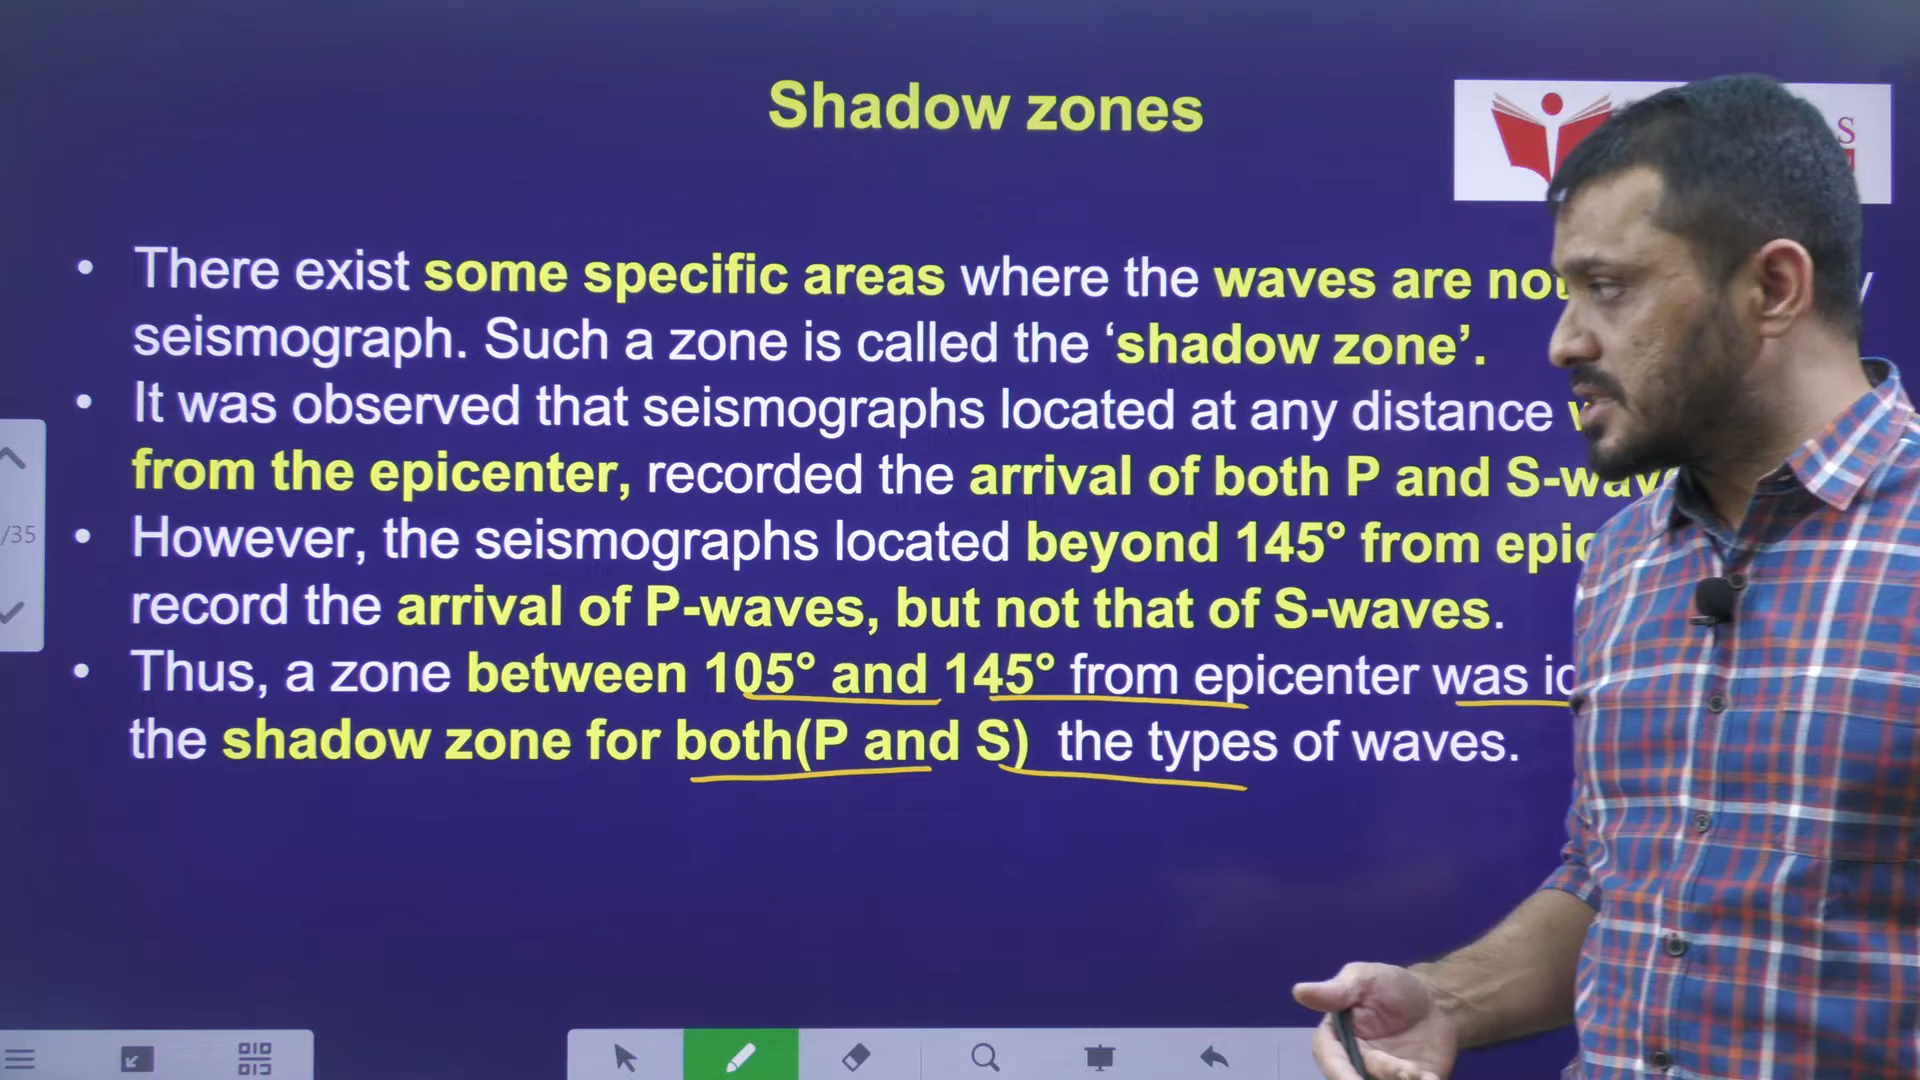 Shadow zones
S
• There exist some specific areas where the waves are not
seismograph. Such a zone is called the ‘shadow zone’.
• It was observed that seismographs located at any distance
from the epicenter, recorded the arrival of both P and S-wav
• However, the seismographs located beyond 145° from epic
record the arrival of P-waves, but not that of S-waves.
/35
• Thus, a zone between 105° and 145° from epicenter was id
the shadow zone for both(P and S) the types of waves.